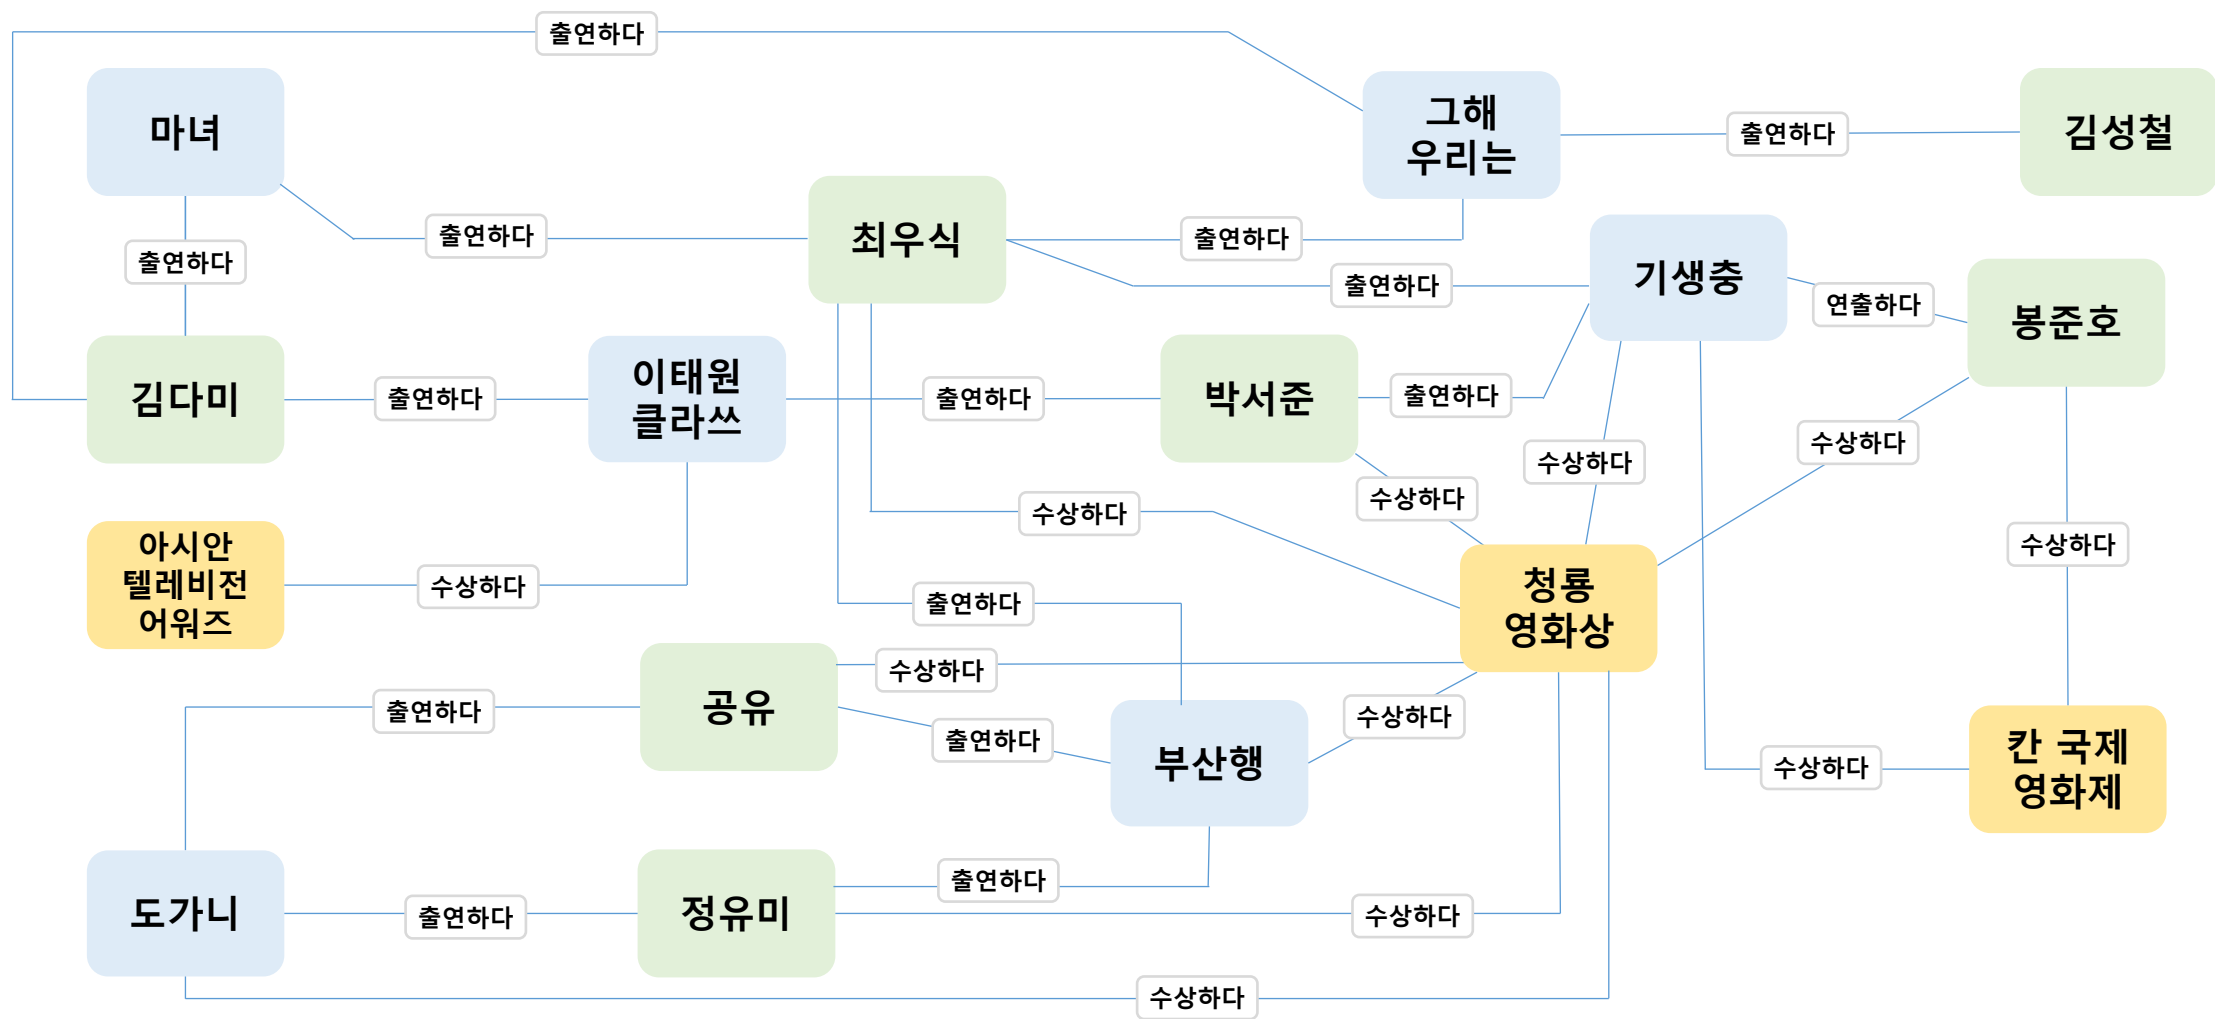 출연하다
마녀
그해
우리는
출연하다
김성철
출연하다
최우식
출연하다
출연하다
출연하다
기생충
연출하다
봉준호
김다미
출연하다
이태원
클라쓰
출연하다
박서준
출연하다
수상하다
수상하다
수상하다
수상하다
수상하다
아시안
텔레비전
어워즈
수상하다
출연하다
청룡
영화상
수상하다
공유
출연하다
출연하다
수상하다
부산행
수상하다
칸 국제
영화제
도가니
출연하다
정유미
출연하다
수상하다
수상하다